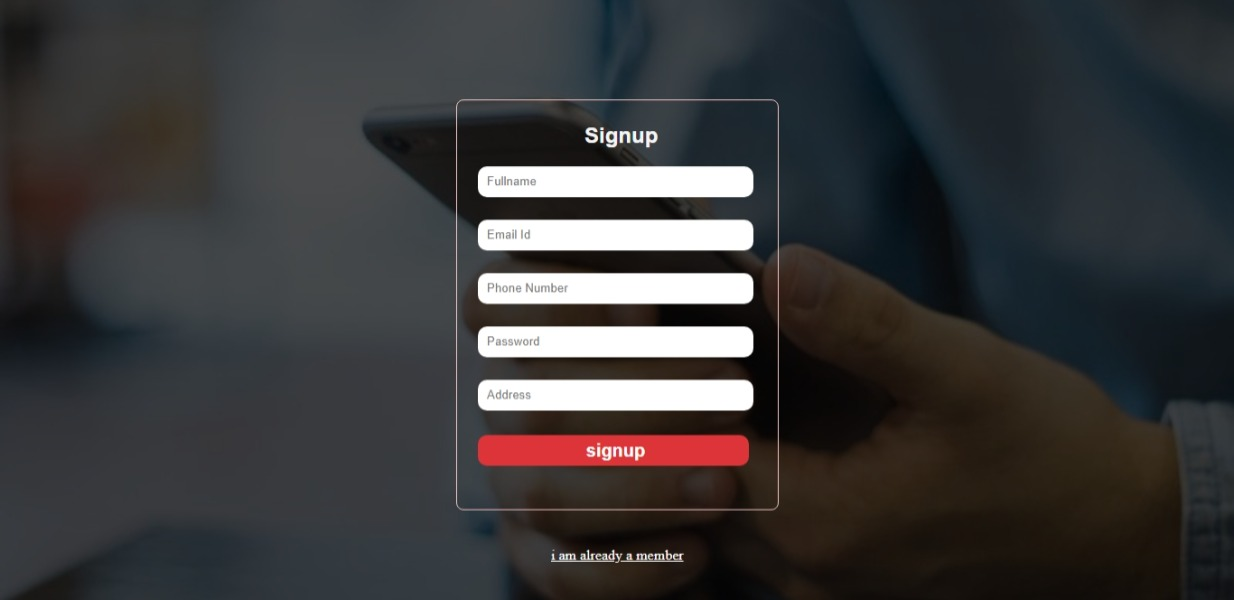 Signup
Fullname
Email Id
Phone Number
Password
Address
signup
i am already a member